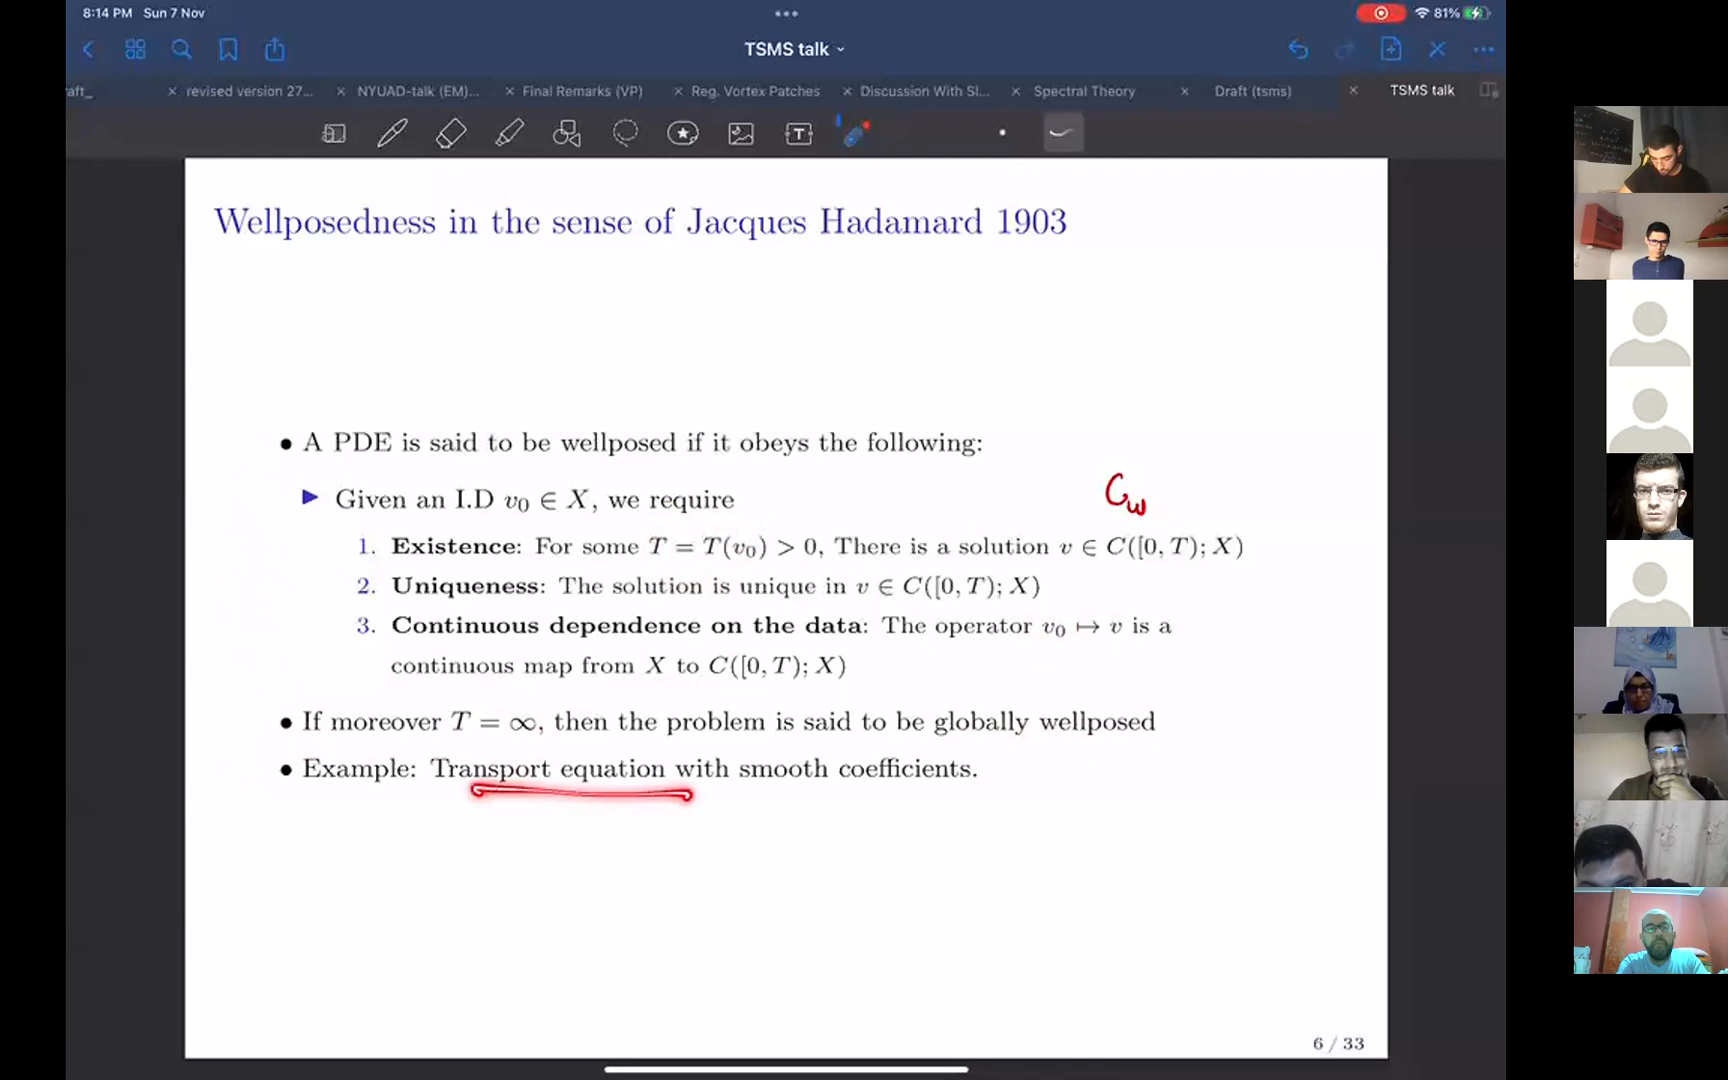 8:14 PM Sun 7 Nov
81%
TSMS talk
raft_
revised version 27...
NYUAD-talk (EM)...
Final Remarks (VP)
Reg. Vortex Patches
Discussion With Sl...
Spectral Theory
Draft (tsms)
TSMS talk
Wellposedness in the sense of Jacques Hadamard 1903
• A PDE is said to be wellposed if it obeys the following:
C_w
▶ Given an I.D v₀ ∈ X, we require
1. Existence: For some T = T(v₀) > 0, There is a solution v ∈ C([0, T); X)
2. Uniqueness: The solution is unique in v ∈ C([0, T); X)
3. Continuous dependence on the data: The operator v₀ ↦ v is a
continuous map from X to C([0, T); X)
• If moreover T = ∞, then the problem is said to be globally wellposed
• Example: Transport equation with smooth coefficients.
6 / 33